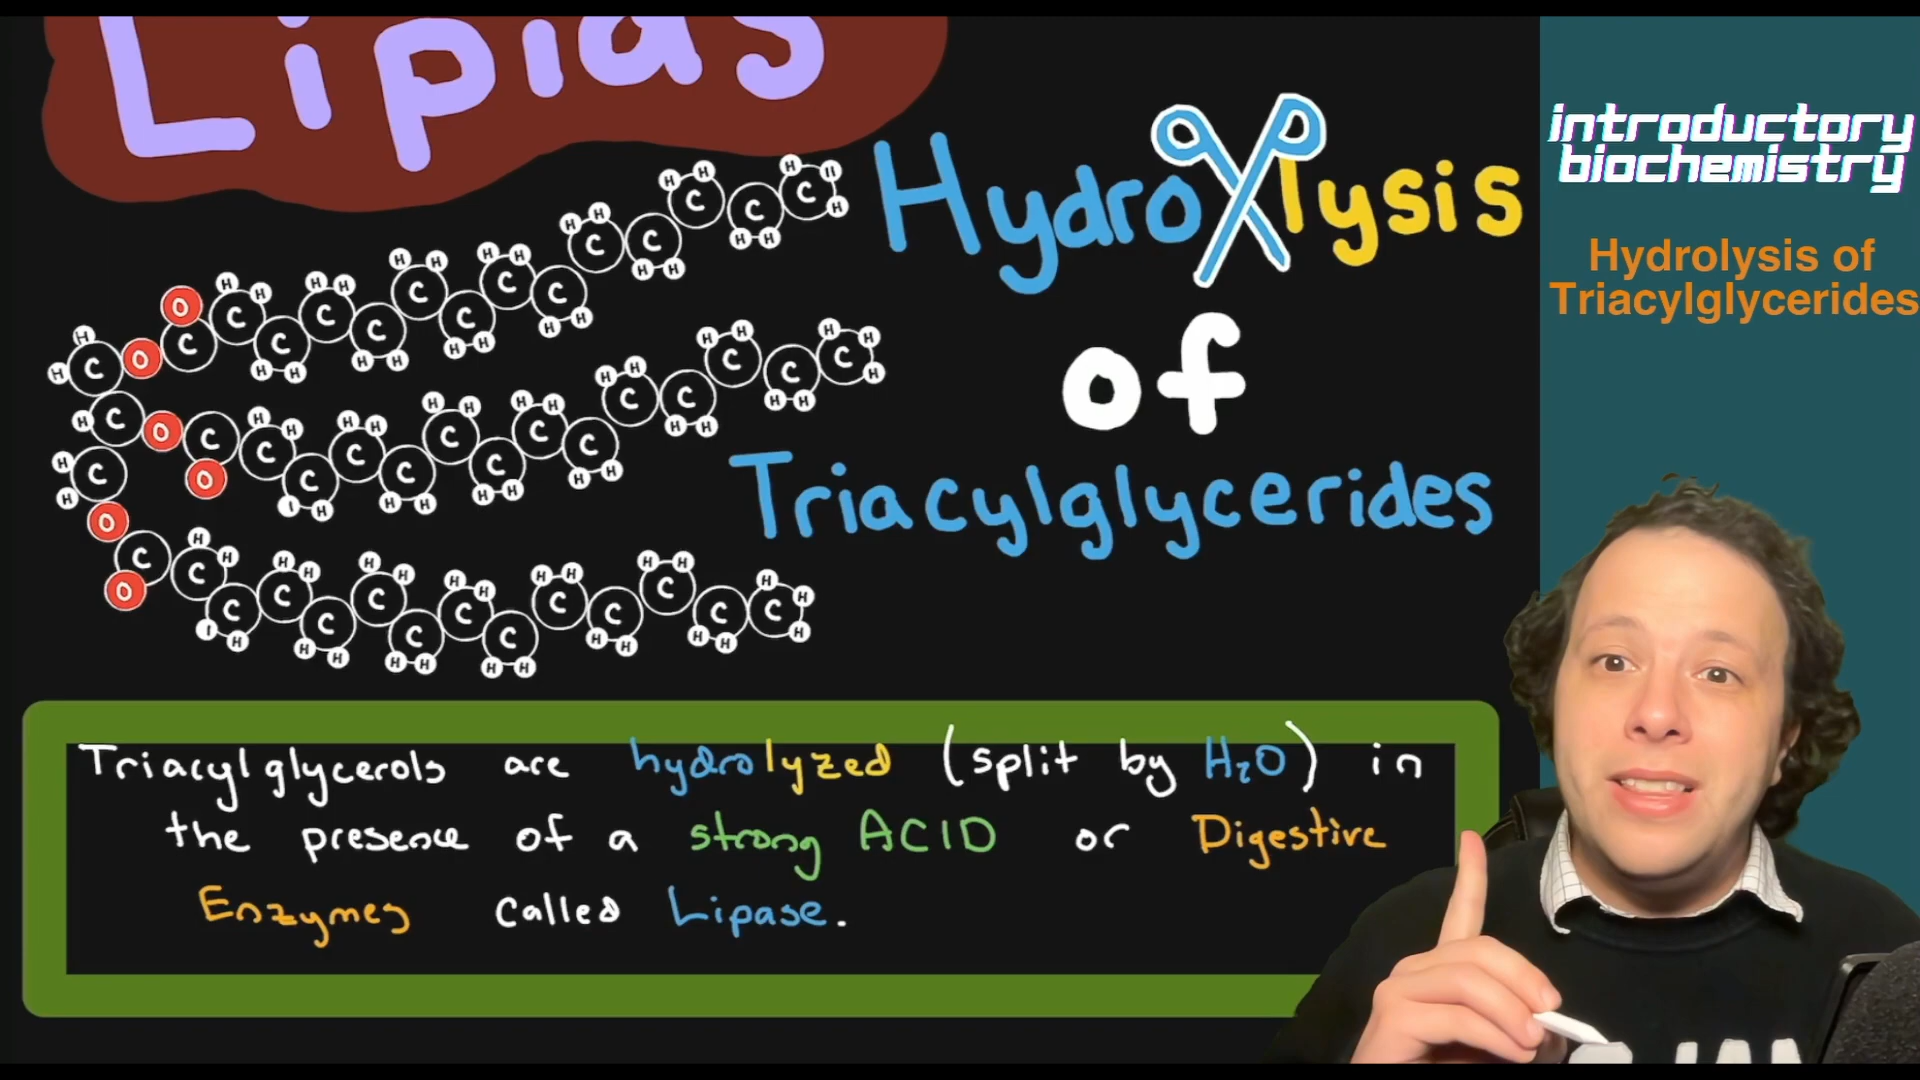 Lipids
Hydrolysis
of
Triacylglycerides
Triacylglycerols are hydrolyzed (split by H₂O) in
the presence of a strong ACID or Digestive
Enzymes called Lipase.
introductory
biochemistry
Hydrolysis of
Triacylglycerides